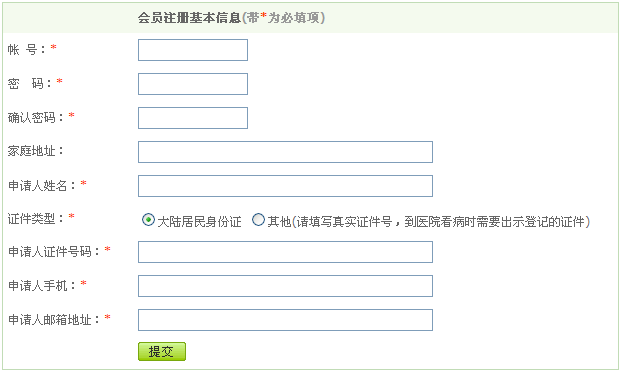 会员注册基本信息(带*为必填项)
帐 号：*
密　码：*
确认密码：*
家庭地址：
申请人姓名：*
证件类型：* 大陆居民身份证 其他(请填写真实证件号，到医院看病时需要出示登记的证件)
申请人证件号码：*
申请人手机：*
申请人邮箱地址：*
提交